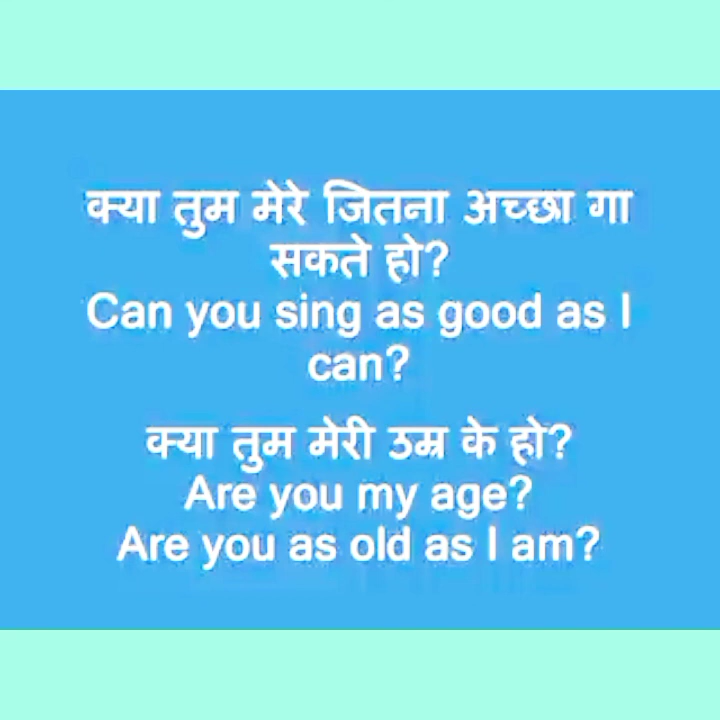 क्या तुम मेरे जितना अच्छा गा
सकते हो?
Can you sing as good as I
can?
क्या तुम मेरी उम्र के हो?
Are you my age?
Are you as old as I am?